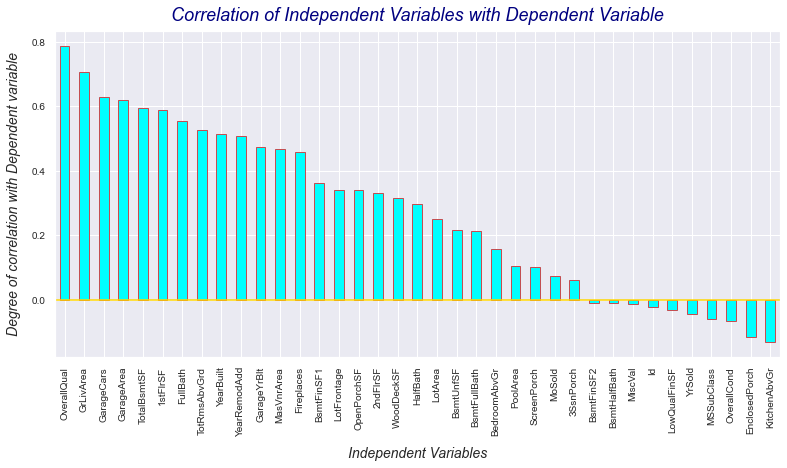 Correlation of Independent Variables with Dependent Variable
Degree of correlation with Dependent variable
0.8
0.6
0.4
0.2
0.0
OverallQual
GrLivArea
GarageCars
GarageArea
TotalBsmtSF
1stFlrSF
FullBath
TotRmsAbvGrd
YearBuilt
YearRemodAdd
GarageYrBlt
MasVnrArea
Fireplaces
BsmtFinSF1
LotFrontage
OpenPorchSF
2ndFlrSF
WoodDeckSF
HalfBath
LotArea
BsmtUnfSF
BsmtFullBath
BedroomAbvGr
PoolArea
ScreenPorch
MoSold
3SsnPorch
BsmtFinSF2
BsmtHalfBath
MiscVal
Id
LowQualFinSF
YrSold
MSSubClass
OverallCond
EnclosedPorch
KitchenAbvGr
Independent Variables